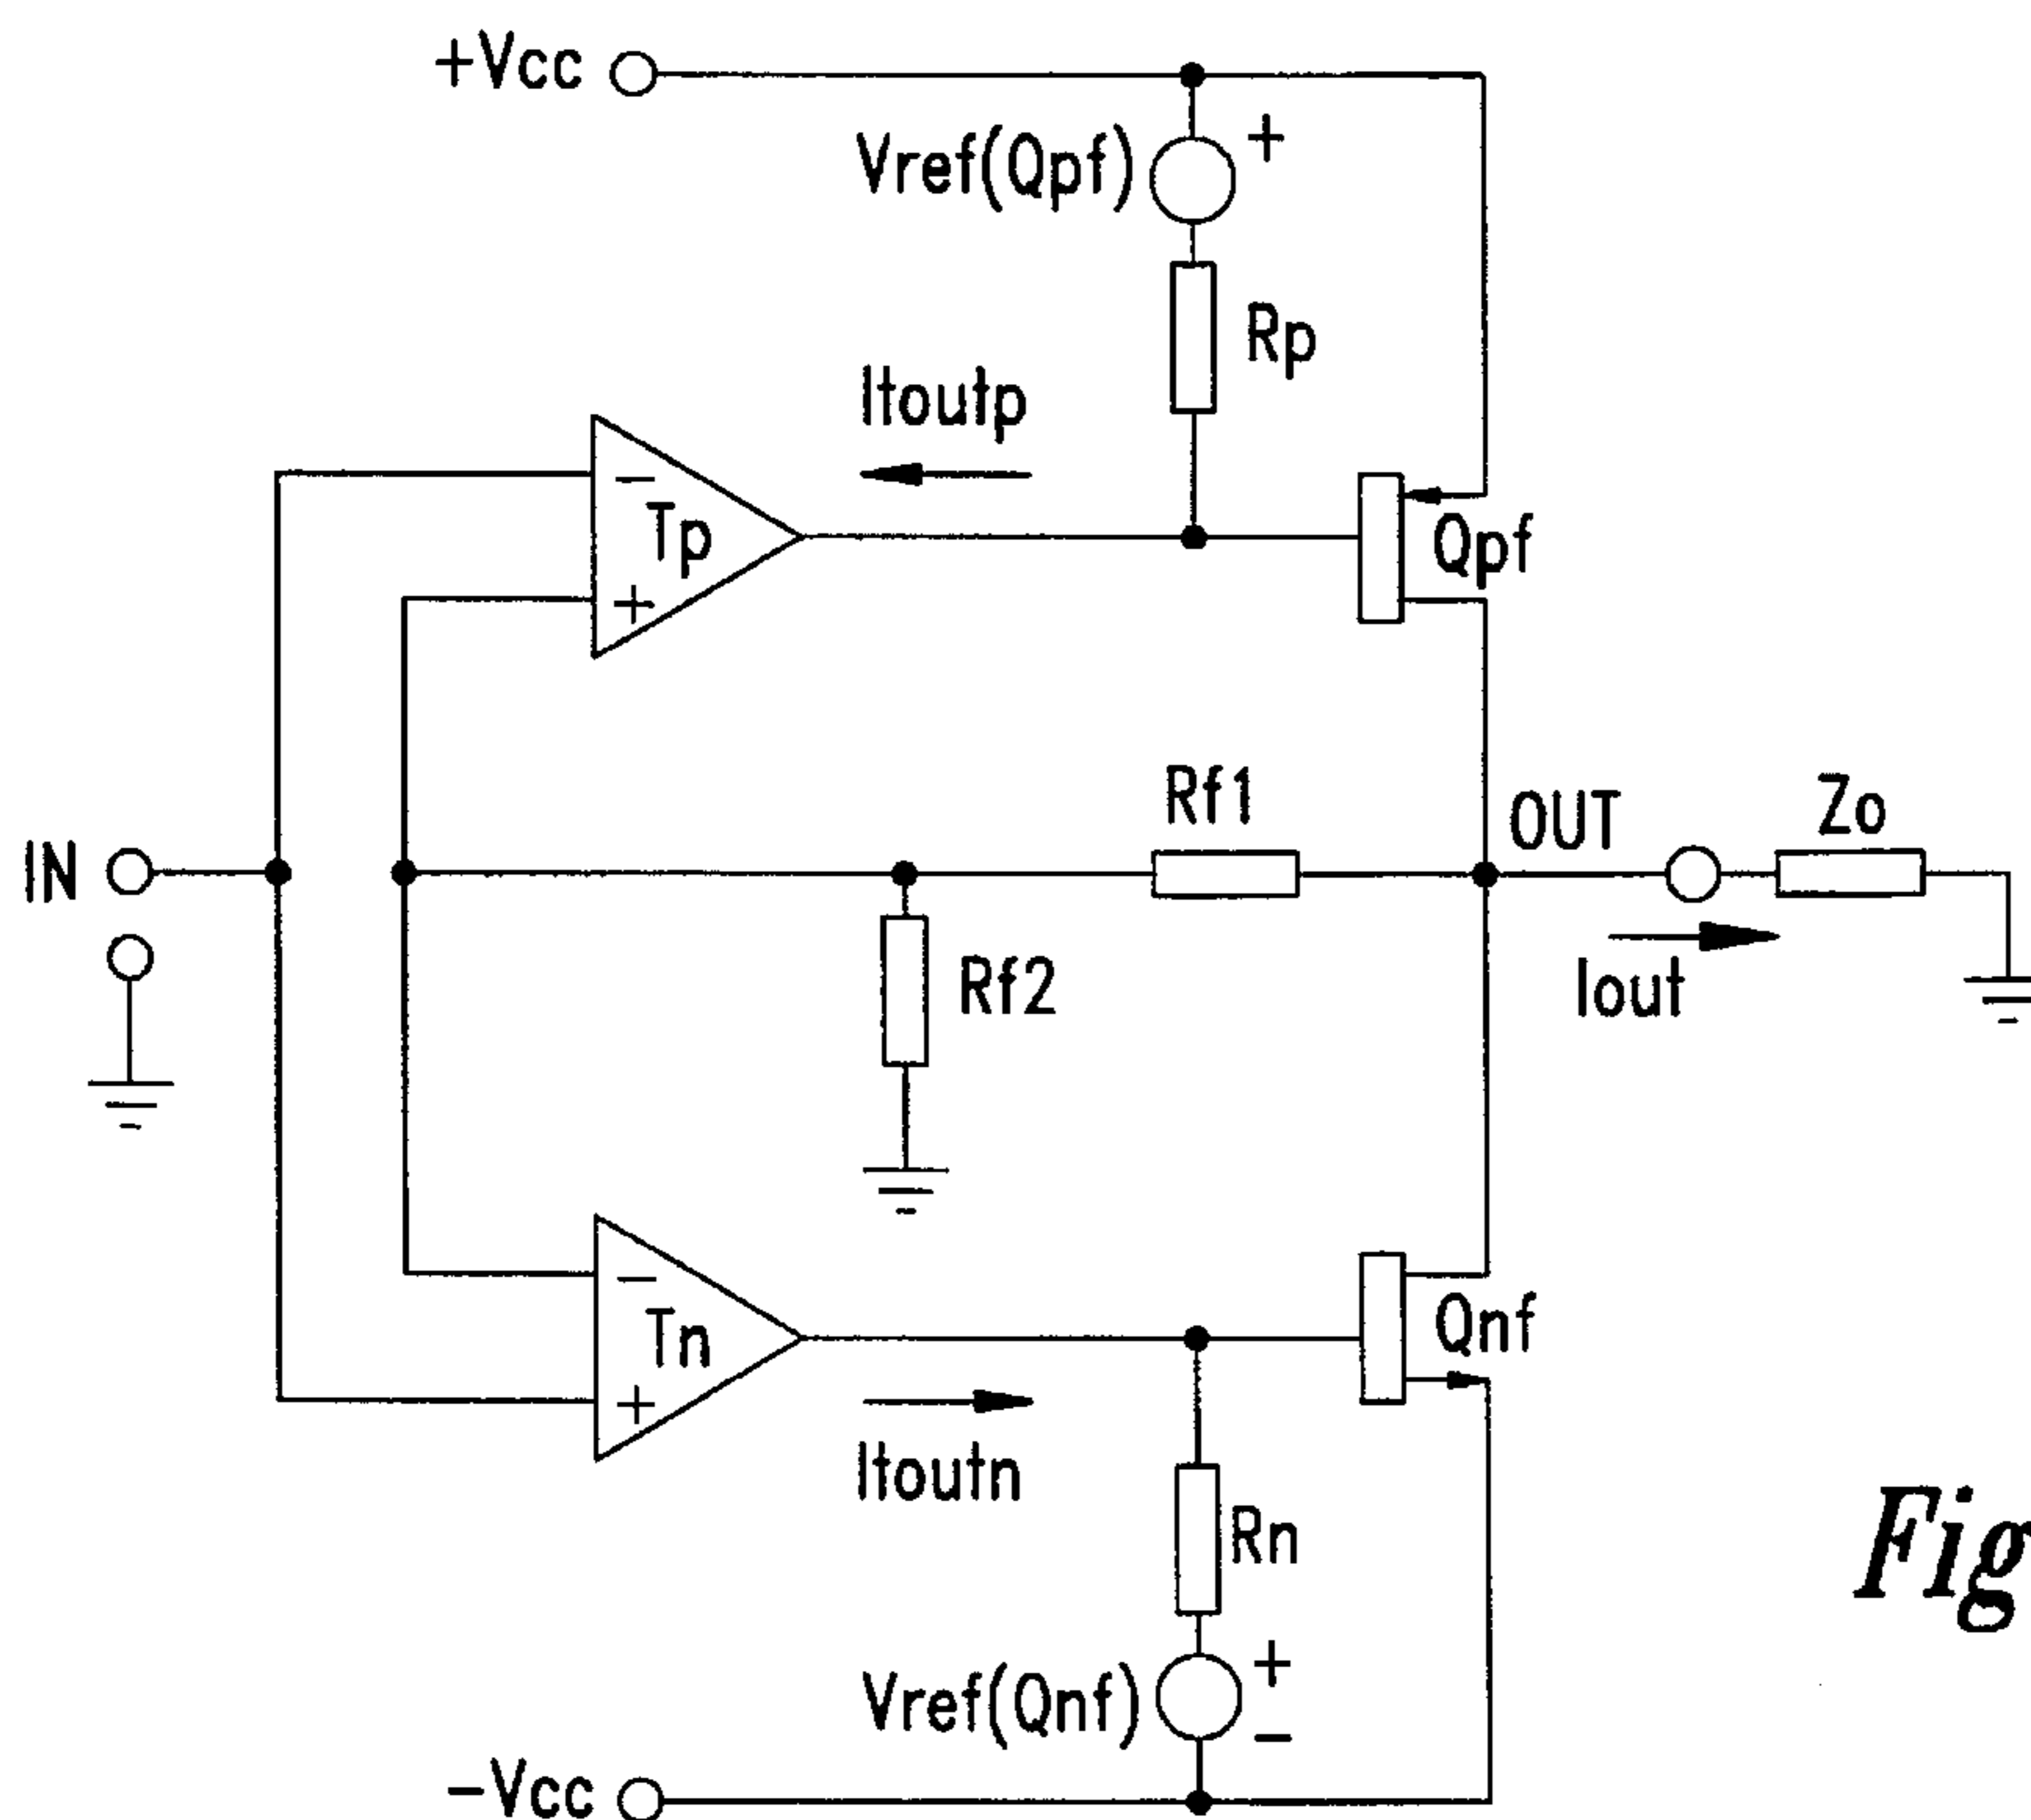 +Vcc
+
Vref(Qpf)
Rp
Itoutp
−
Tp
+
Qpf
Rf1
OUT
Zo
IN
Rf2
Iout
−
Tn
+
Qnf
Itoutn
Rn
Fig
+
Vref(Qnf)
−
−Vcc